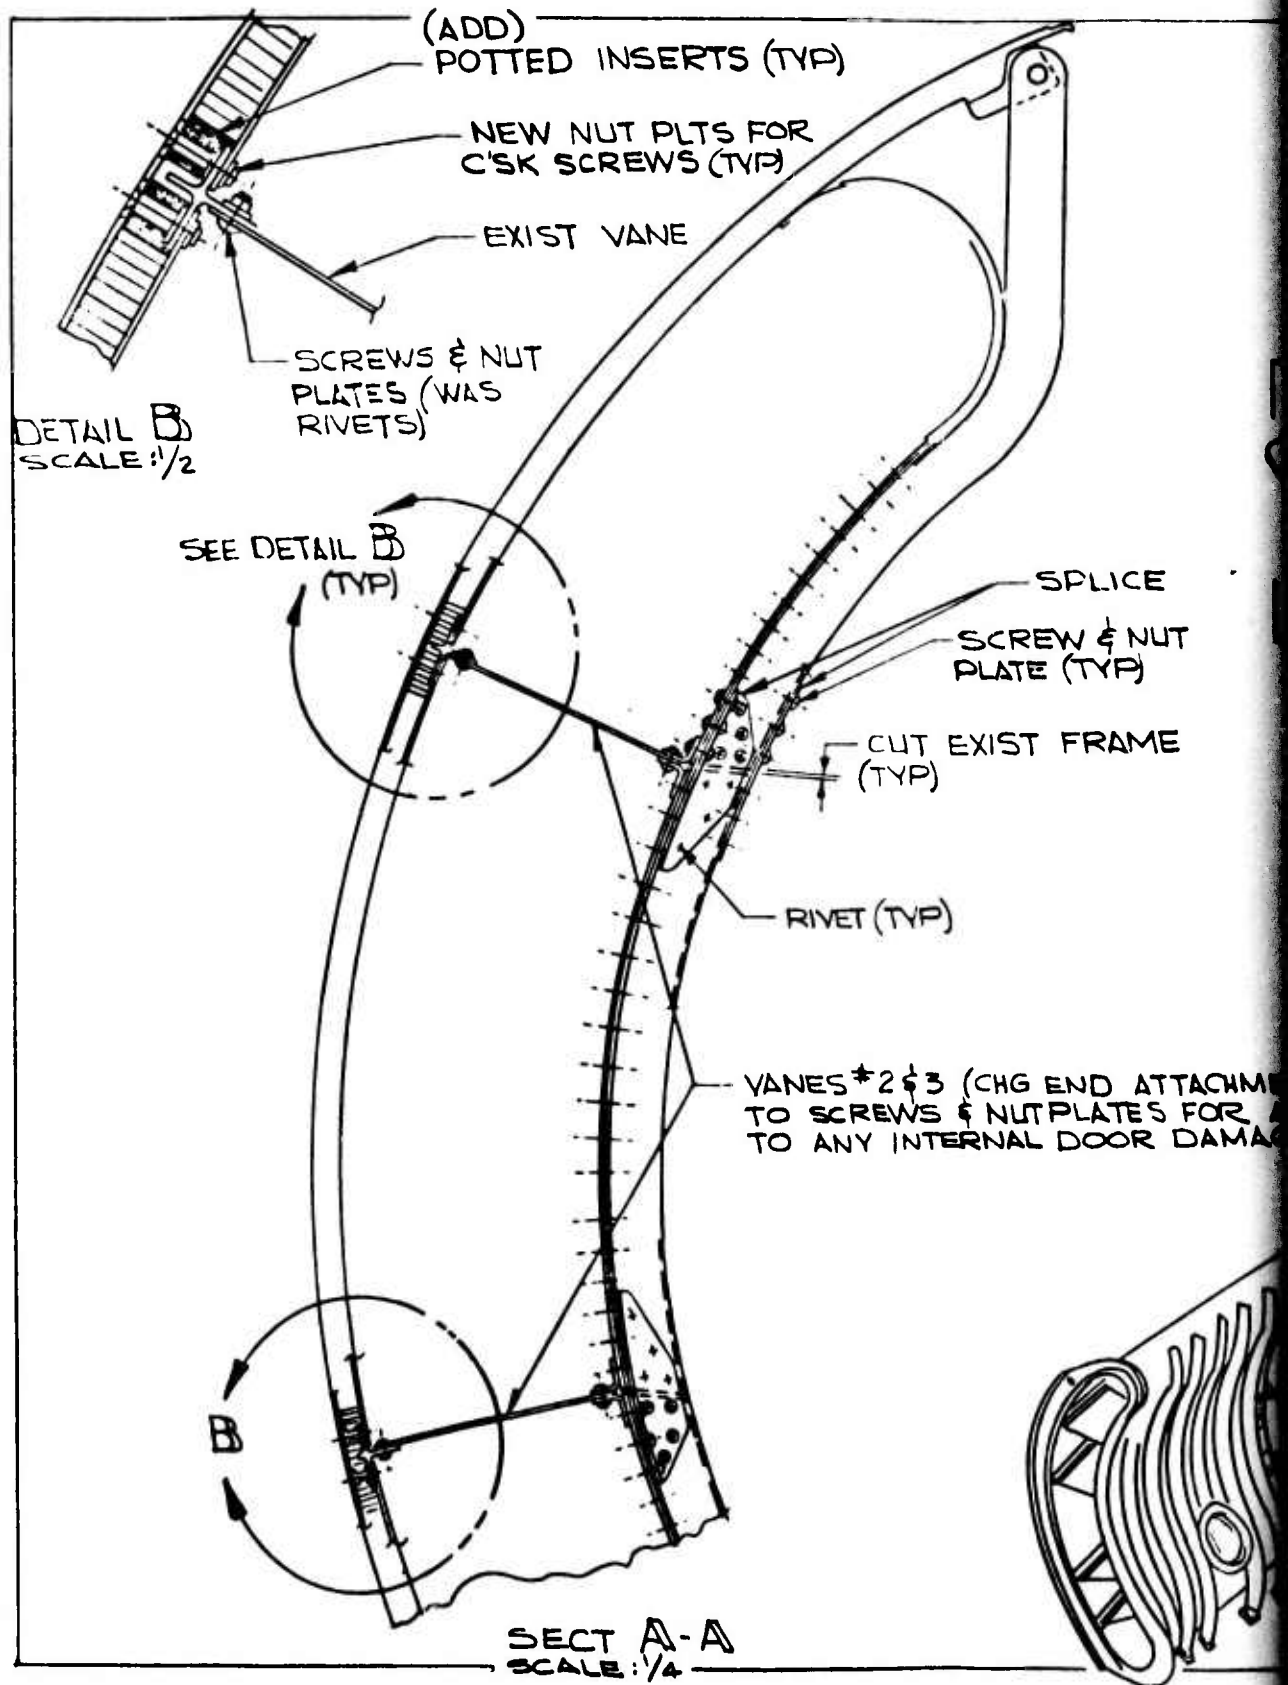 (ADD)
POTTED INSERTS (TYP)
NEW NUT PLTS FOR
C'SK SCREWS (TYP)
EXIST VANE
SCREWS & NUT
PLATES (WAS
RIVETS)
DETAIL B
SCALE: 1/2
SEE DETAIL B
(TYP)
SPLICE
SCREW & NUT
PLATE (TYP)
CUT EXIST FRAME
(TYP)
RIVET (TYP)
VANES #2 & 3 (CHG END
TO SCREWS & NUTPLATES FOR
TO ANY INTERNAL DOOR
B
SECT A-A
SCALE: 1/4